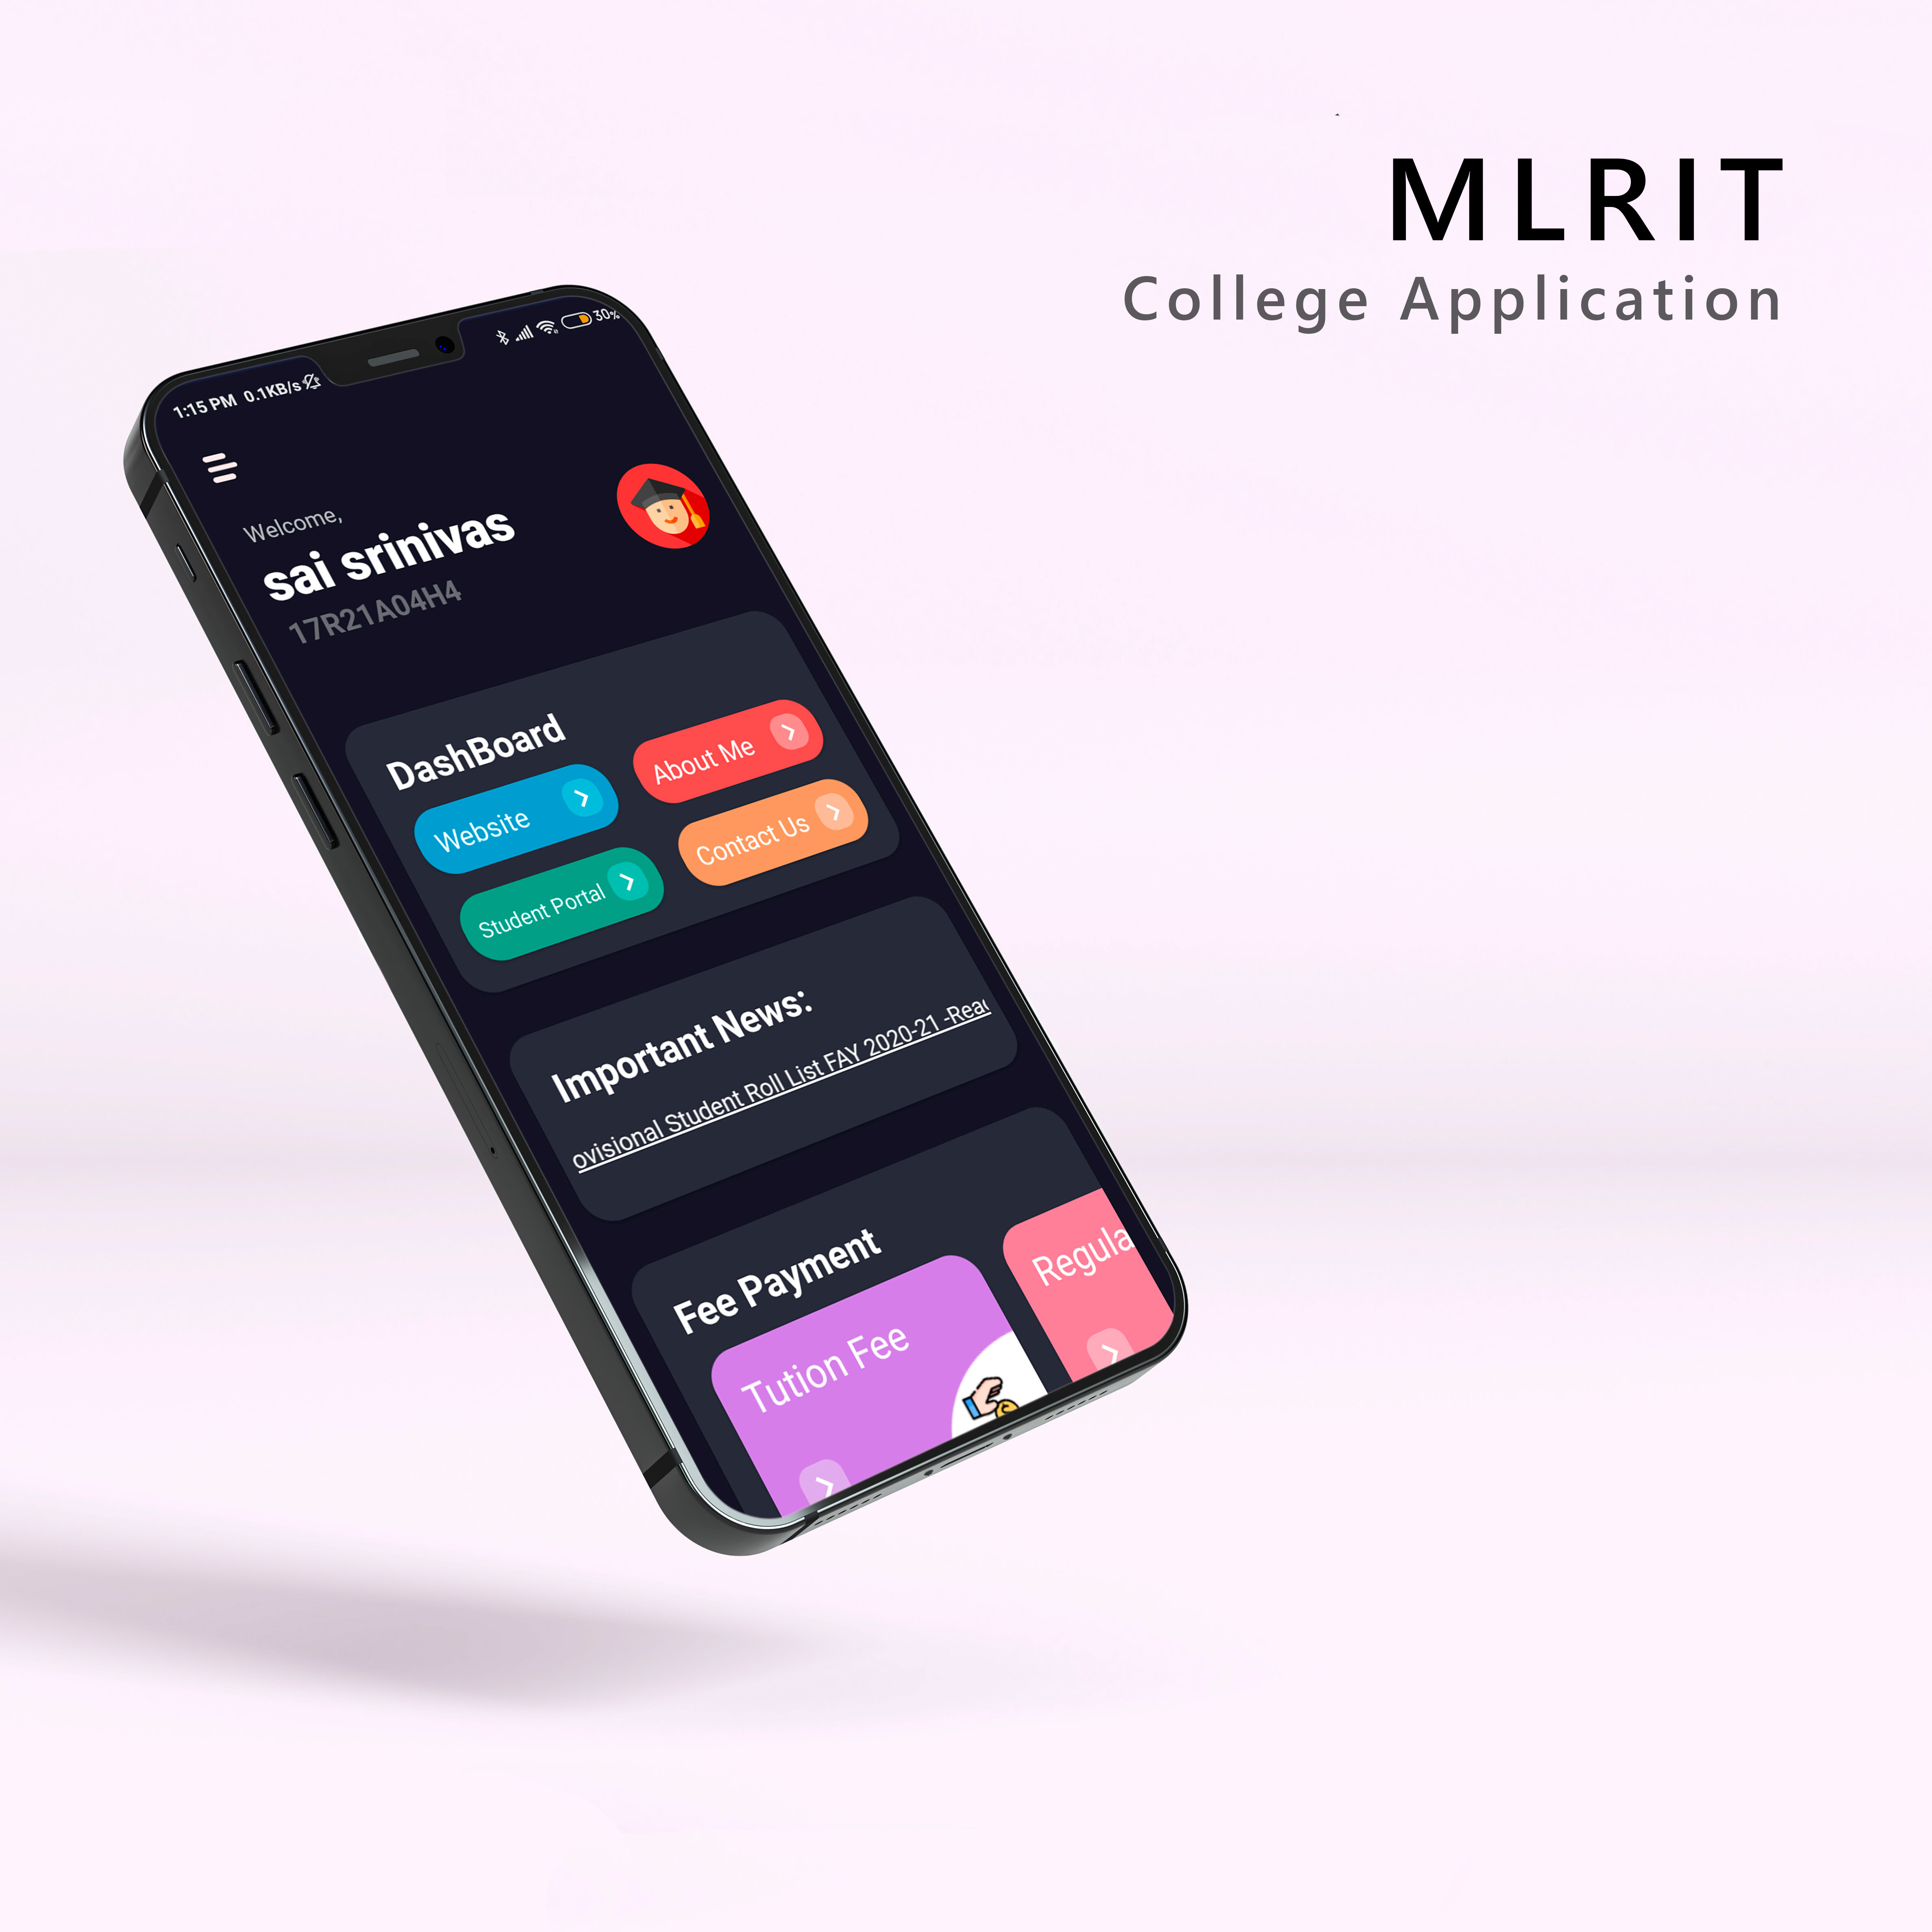 MLRIT
College Application
1:15 PM 0.1KB/s
30%
Welcome,
sai srinivas
17R21A04H4
DashBoard
Website
About Me
Student Portal
Contact Us
Important News:
ovisional Student Roll List FAY 2020-21 -Read
Fee Payment
Tution Fee
Regula